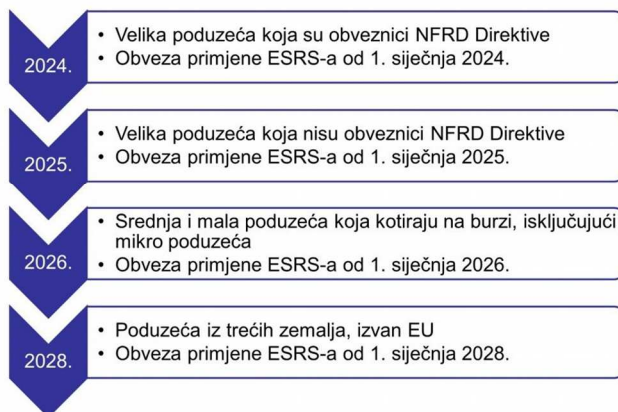 2024.
• Velika poduzeća koja su obveznici NFRD Direktive
• Obveza primjene ESRS-a od 1. siječnja 2024.
2025.
• Velika poduzeća koja nisu obveznici NFRD Direktive
• Obveza primjene ESRS-a od 1. siječnja 2025.
2026.
• Srednja i mala poduzeća koja kotiraju na burzi, isključujući
mikro poduzeća
• Obveza primjene ESRS-a od 1. siječnja 2026.
2028.
• Poduzeća iz trećih zemalja, izvan EU
• Obveza primjene ESRS-a od 1. siječnja 2028.